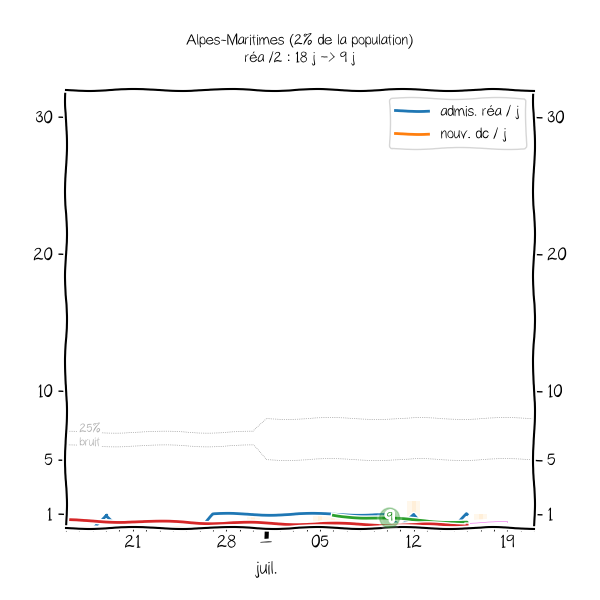 Alpes-Maritimes (2% de la population)
réa /2 : 18 j -> 9 j
admis. réa / j
nouv. dc / j
30
30
20
20
10
10
25%
bruit
5
5
1
9
1
21
28
05
12
19
juil.